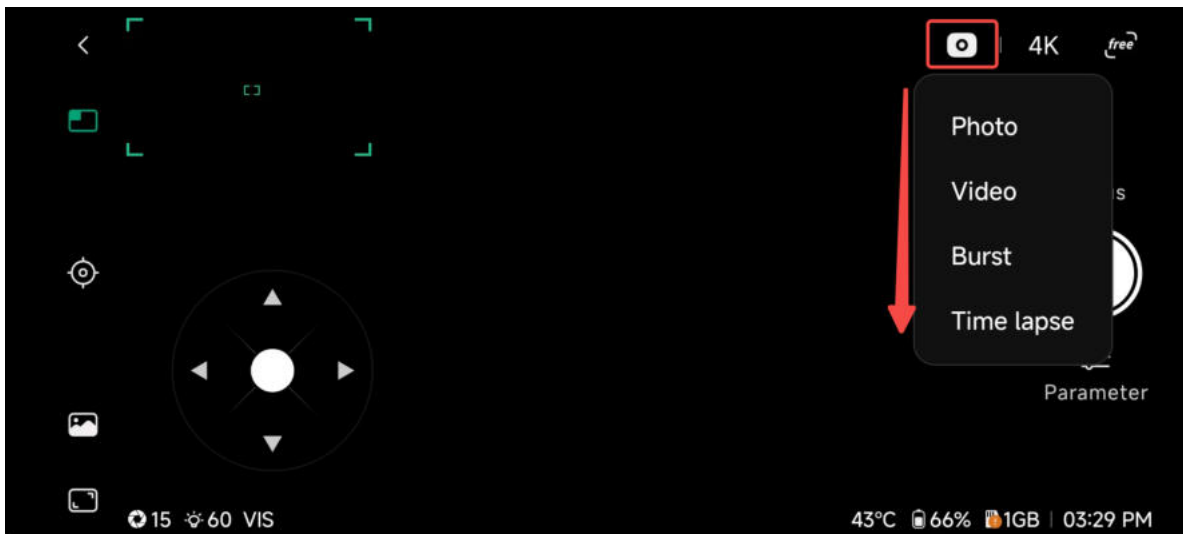 4K free
Photo
Video
s
Burst
Time lapse
Parameter
15 60 VIS
43°C 66% 1GB | 03:29 PM